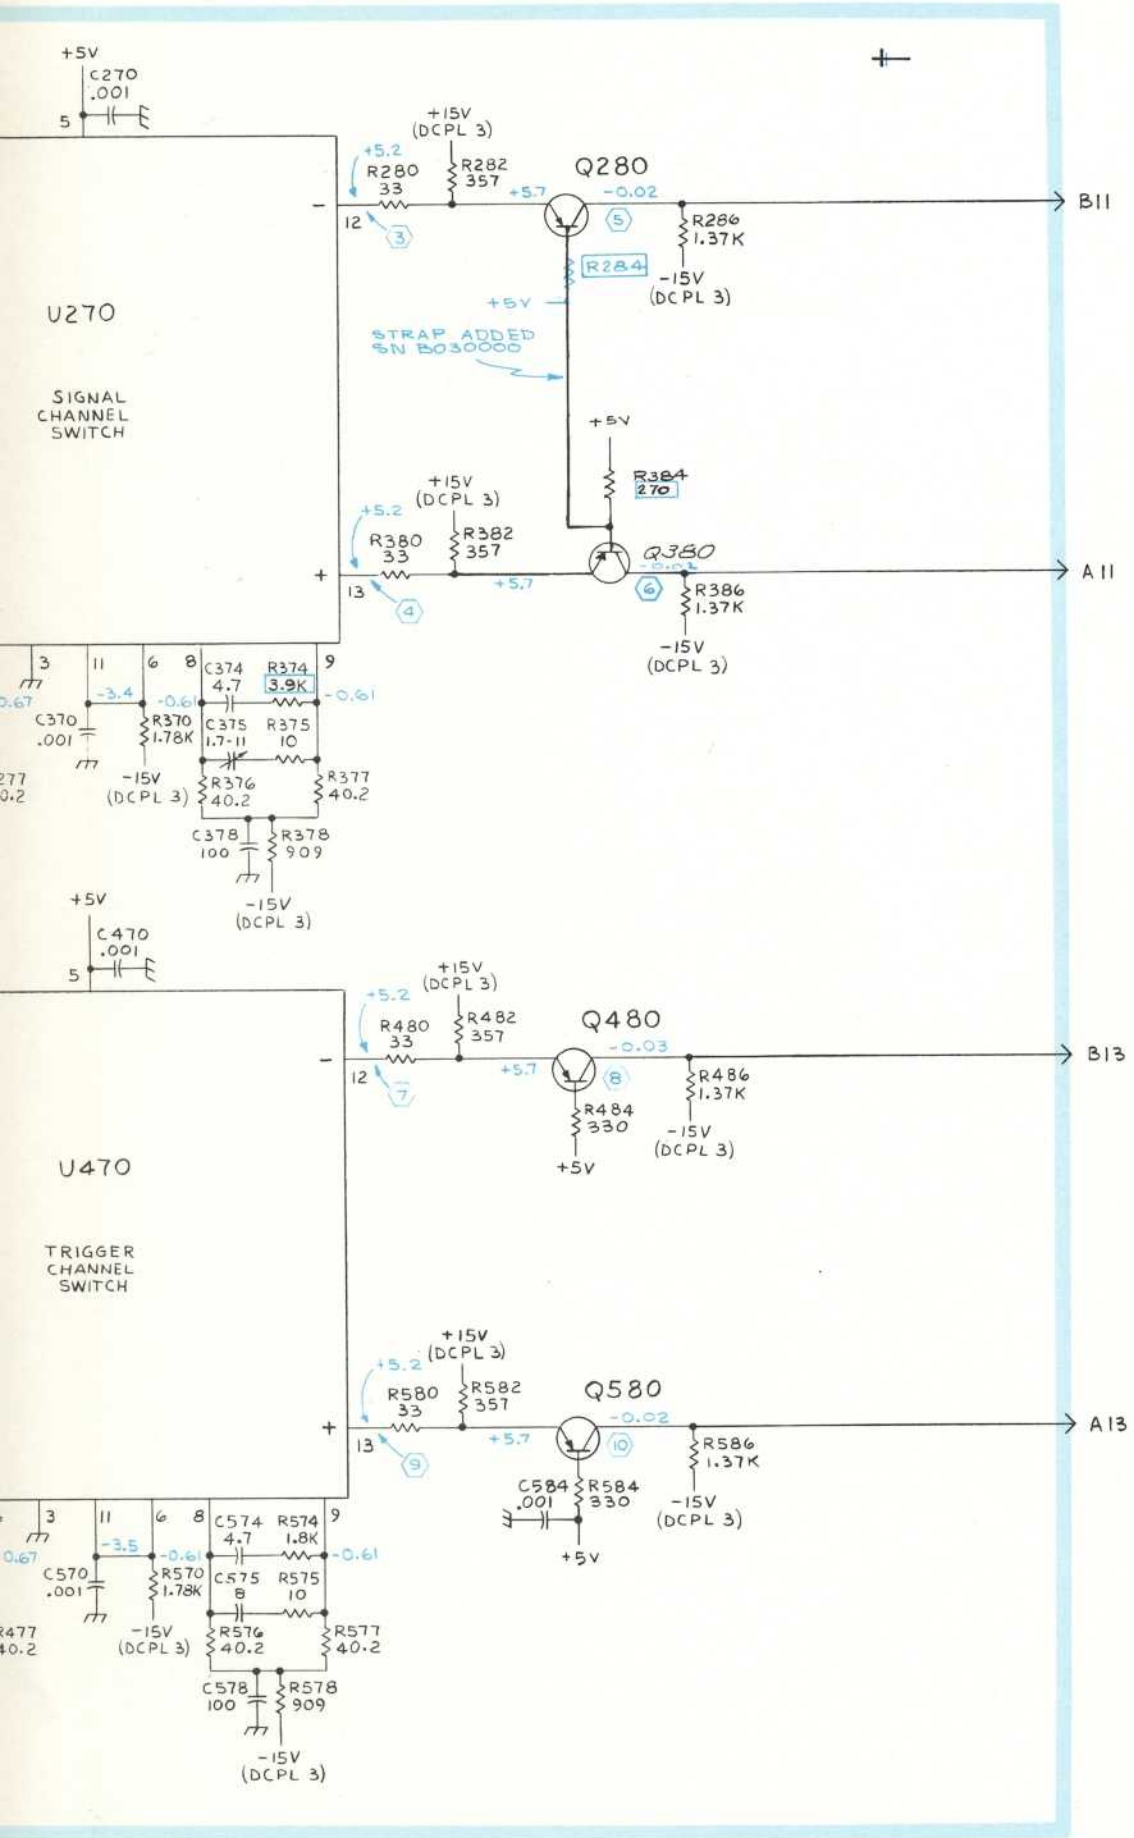 +5V
C270
.001
5
+15V
(DCPL 3)
+5.2
R280
33
R282
357
Q280
+5.7
-0.02
B11
-
12
3
5
R286
1.37K
-15V
(DCPL 3)
R284
+5V
U270
STRAP ADDED
SN B030000
SIGNAL
CHANNEL
SWITCH
+5V
R384
270
+15V
(DCPL 3)
+5.2
R380
33
R382
357
Q380
-0.02
A11
+
13
4
+5.7
6
R386
1.37K
-15V
(DCPL 3)
3
11
6
8
C374
4.7
R374
3.9K
9
0.67
-3.4
-0.61
-0.61
C370
.001
R370
1.78K
C375
1.7-11
R375
10
277
0.2
-15V
(DCPL 3)
R376
40.2
R377
40.2
C378
100
R378
909
-15V
(DCPL 3)
+5V
C470
.001
5
+15V
(DCPL 3)
+5.2
R480
33
R482
357
Q480
-0.03
B13
-
12
7
+5.7
8
R486
1.37K
R484
330
-15V
(DCPL 3)
+5V
U470
TRIGGER
CHANNEL
SWITCH
+15V
(DCPL 3)
+5.2
R580
33
R582
357
Q580
-0.02
A13
+
13
9
+5.7
10
R586
1.37K
C584
.001
R584
330
-15V
(DCPL 3)
+5V
3
11
6
8
C574
4.7
R574
1.8K
9
0.67
-3.5
-0.61
-0.61
C570
.001
R570
1.78K
C575
8
R575
10
R477
40.2
-15V
(DCPL 3)
R576
40.2
R577
40.2
C578
100
R578
909
-15V
(DCPL 3)